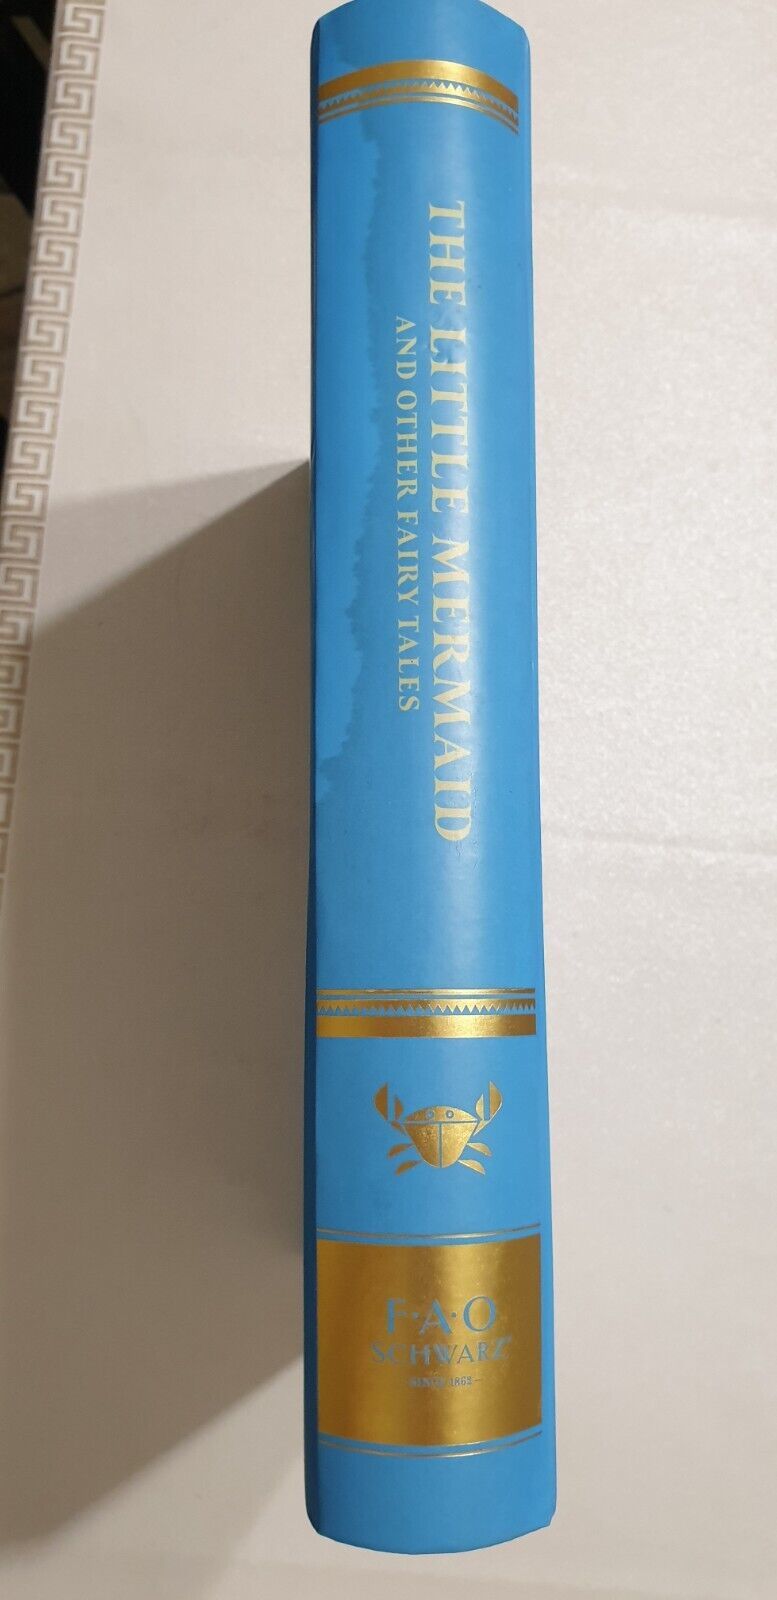 THE LITTLE MERMAID
AND OTHER FAIRY TALES
F·A·O
SCHWARZ
SINCE 1862